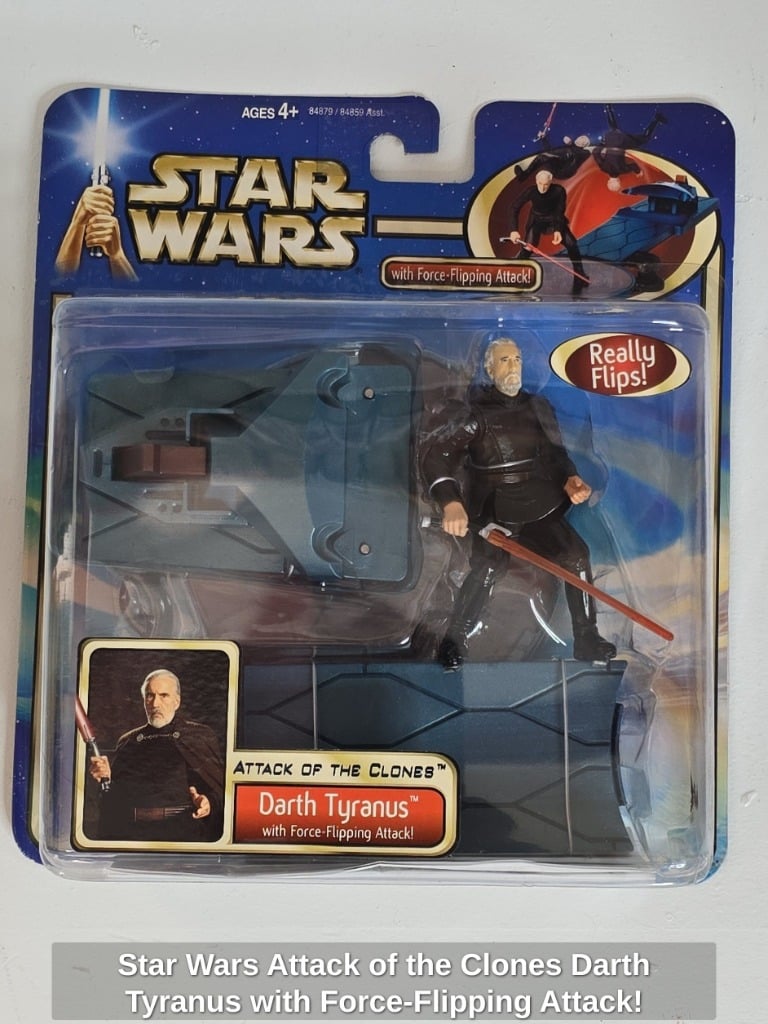 AGES 4+ 84879 / 84859 Asst.
STAR
WARS
with Force-Flipping Attack!
Really
Flips!
ATTACK OF THE CLONES™
Darth Tyranus™
with Force-Flipping Attack!
Star Wars Attack of the Clones Darth
Tyranus with Force-Flipping Attack!